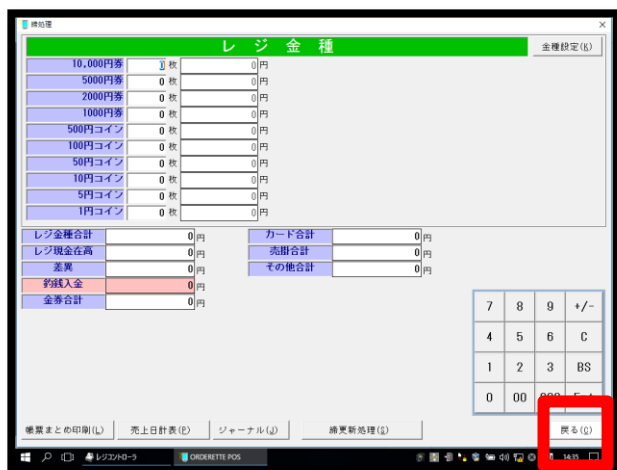 締処理
レジ金種
金種設定(K)
10,000円券 枚 0円
5000円券 0枚 0円
2000円券 0枚 0円
1000円券 0枚 0円
500円コイン 0枚 0円
100円コイン 0枚 0円
50円コイン 0枚 0円
10円コイン 0枚 0円
5円コイン 0枚 0円
1円コイン 0枚 0円
レジ金種合計 0円 カード合計 0円
レジ現金在高 0円 売掛合計 0円
差異 0円 その他合計 0円
釣銭入金 0円
金券合計 0円
7 8 9 +/-
4 5 6 C
1 2 3 BS
0 00
帳票まとめ印刷(L) 売上日計表(P) ジャーナル(J) 締更新処理(S) 戻る(Q)
レジコントローラ ORDERETTE POS 14:35